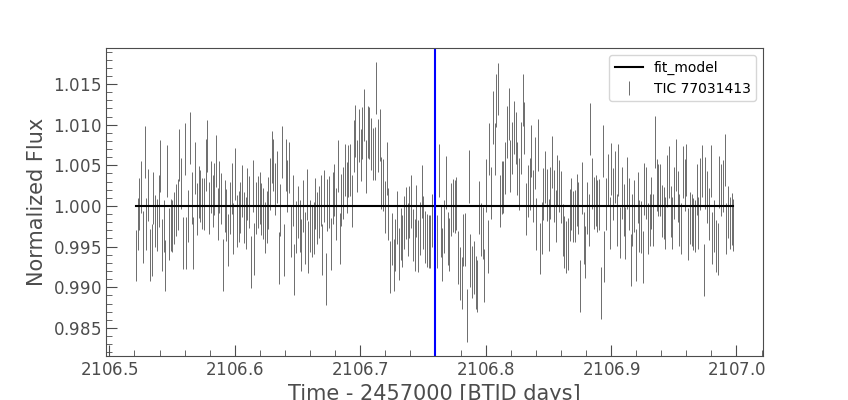 fit_model
TIC 77031413
Normalized Flux
1.015
1.010
1.005
1.000
0.995
0.990
0.985
2106.5 2106.6 2106.7 2106.8 2106.9 2107.0
Time - 2457000 [BTJD days]